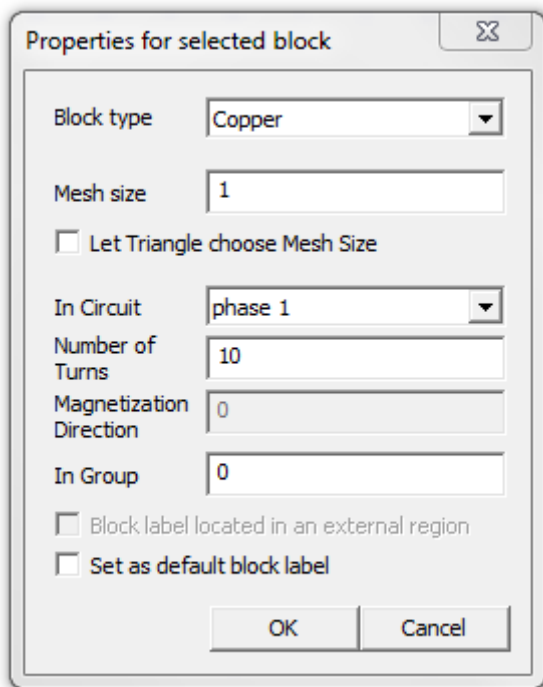 Properties for selected block
Block type Copper
Mesh size 1
Let Triangle choose Mesh Size
In Circuit phase 1
Number of
Turns 10
Magnetization
Direction 0
In Group 0
Block label located in an external region
Set as default block label
OK Cancel